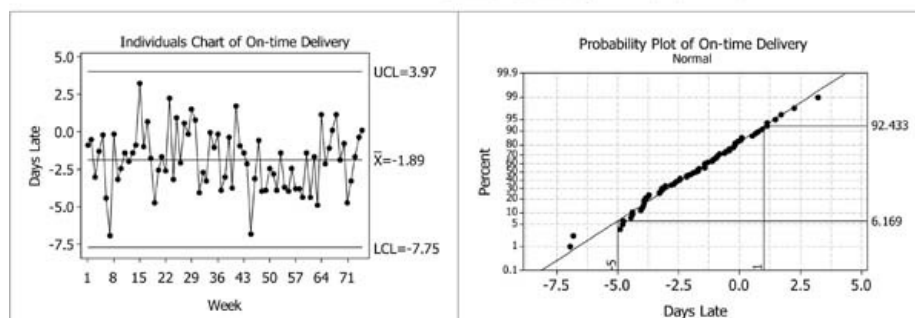 Individuals Chart of On-time Delivery
5.0
2.5
0.0
-2.5
-5.0
-7.5
Days Late
UCL=3.97
X̅=-1.89
LCL=-7.75
1 8 15 22 29 36 43 50 57 64 71
Week
Probability Plot of On-time Delivery
Normal
99.9
99
95
90
80
70
60
50
40
30
20
10
5
1
0.1
Percent
92.433
6.169
-5
1
-7.5 -5.0 -2.5 0.0 2.5 5.0
Days Late